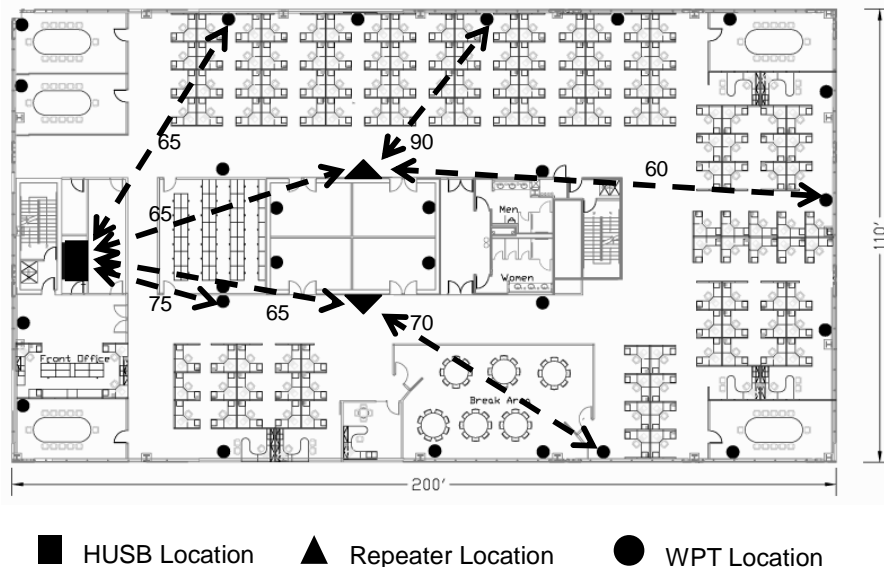 65
90
60
Men
65
Women
75
65
70
Front Office
Break Area
110'
200'
HUSB Location
Repeater Location
WPT Location